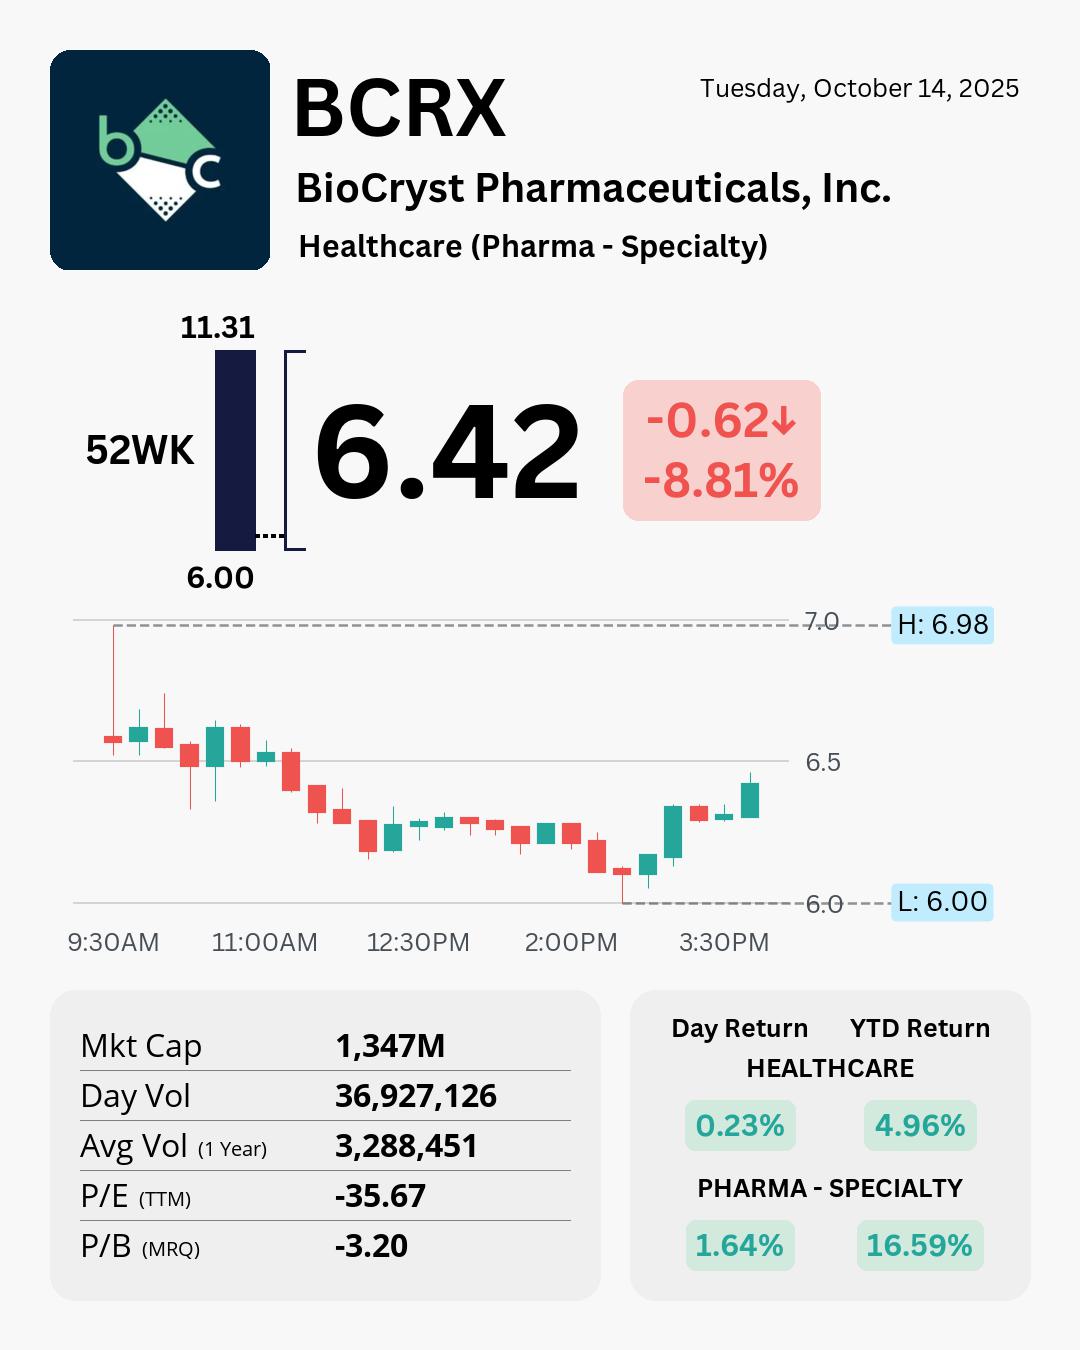 bc
BCRX
Tuesday, October 14, 2025
BioCryst Pharmaceuticals, Inc.
Healthcare (Pharma - Specialty)
11.31
52WK
6.00
6.42
-0.62↓
-8.81%
7.0
H: 6.98
6.5
6.0
L: 6.00
9:30AM 11:00AM 12:30PM 2:00PM 3:30PM
Mkt Cap 1,347M
Day Vol 36,927,126
Avg Vol (1 Year) 3,288,451
P/E (TTM) -35.67
P/B (MRQ) -3.20
Day Return YTD Return
HEALTHCARE
0.23% 4.96%
PHARMA - SPECIALTY
1.64% 16.59%